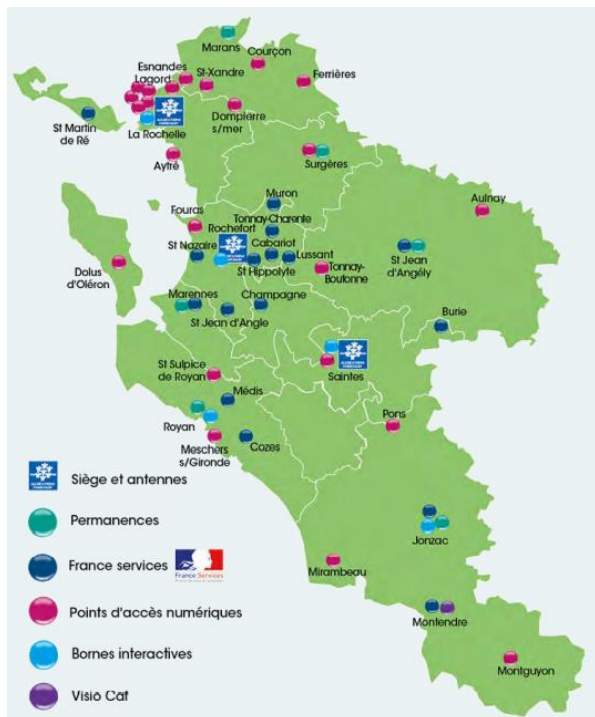 Marans
Courçon
Esnandes
Lagord
St-Xandre
Ferrières
St Martin
de Ré
La Rochelle
Dompierre
s/mer
Aytré
Surgères
Muron
Aulnay
Fouras
Tonnay-Charente
Rochefort
Cabariot
St Nazaire
Lussant
St Hippolyte
Tonnay-
Boutonne
St Jean
d'Angély
Dolus
d'Oléron
Marennes
Champagne
St Jean d'Angle
Burie
Saintes
St Sulpice
de Royan
Médis
Royan
Pons
Meschers
s/Gironde
Cozes
Jonzac
Mirambeau
Montendre
Montguyon
Siège et antennes
Permanences
France services
France Services
Points d'accès numériques
Bornes interactives
Visio Caf